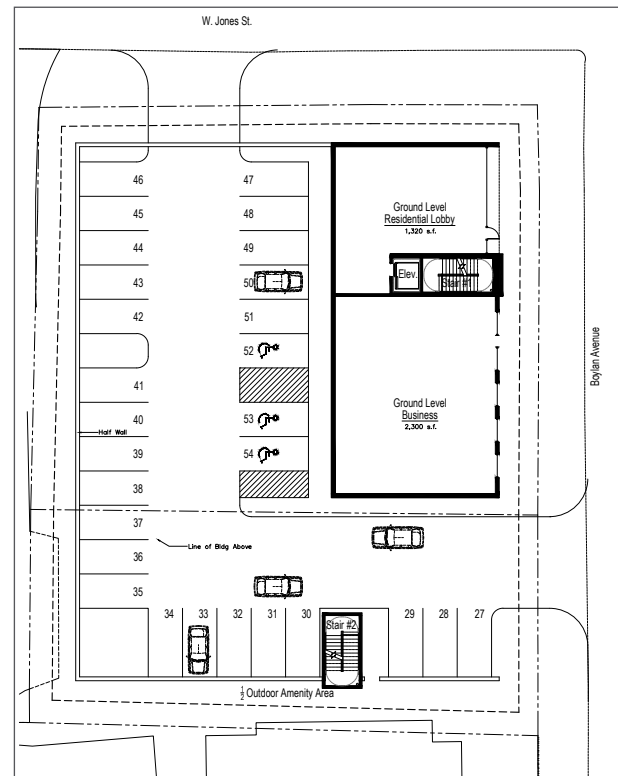 W. Jones St.
46
47
45
48
44
49
43
50
42
51
52
41
40
53
39
54
38
37
36
35
Ground Level
Residential Lobby
1,320 s.f.
Elev.
Stair #1
Ground Level
Business
2,300 s.f.
Boylan Avenue
Half Wall
Line of Bldg Above
34
33
32
31
30
29
28
27
Stair #2
½ Outdoor Amenity Area